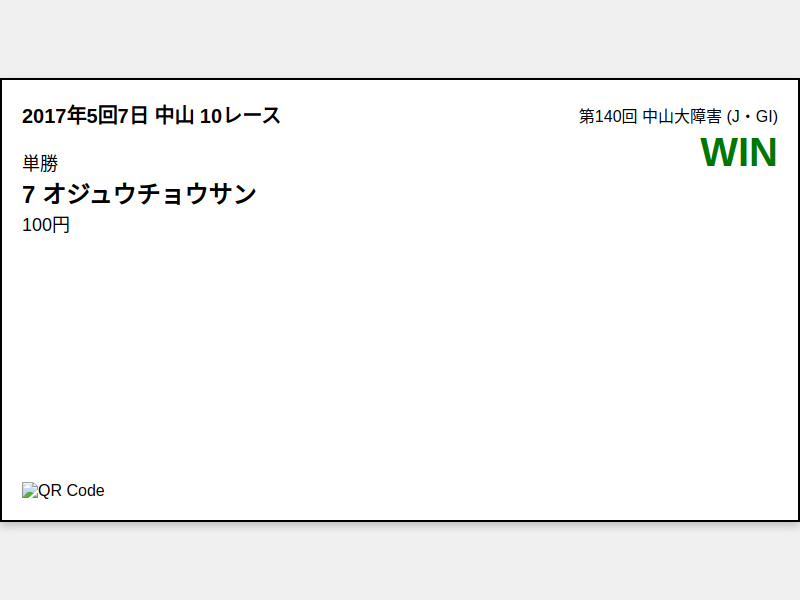 2017年5回7日 中山 10レース
第140回 中山大障害 (J・GI)
WIN
単勝
7 オジュウチョウサン
100円
QR Code